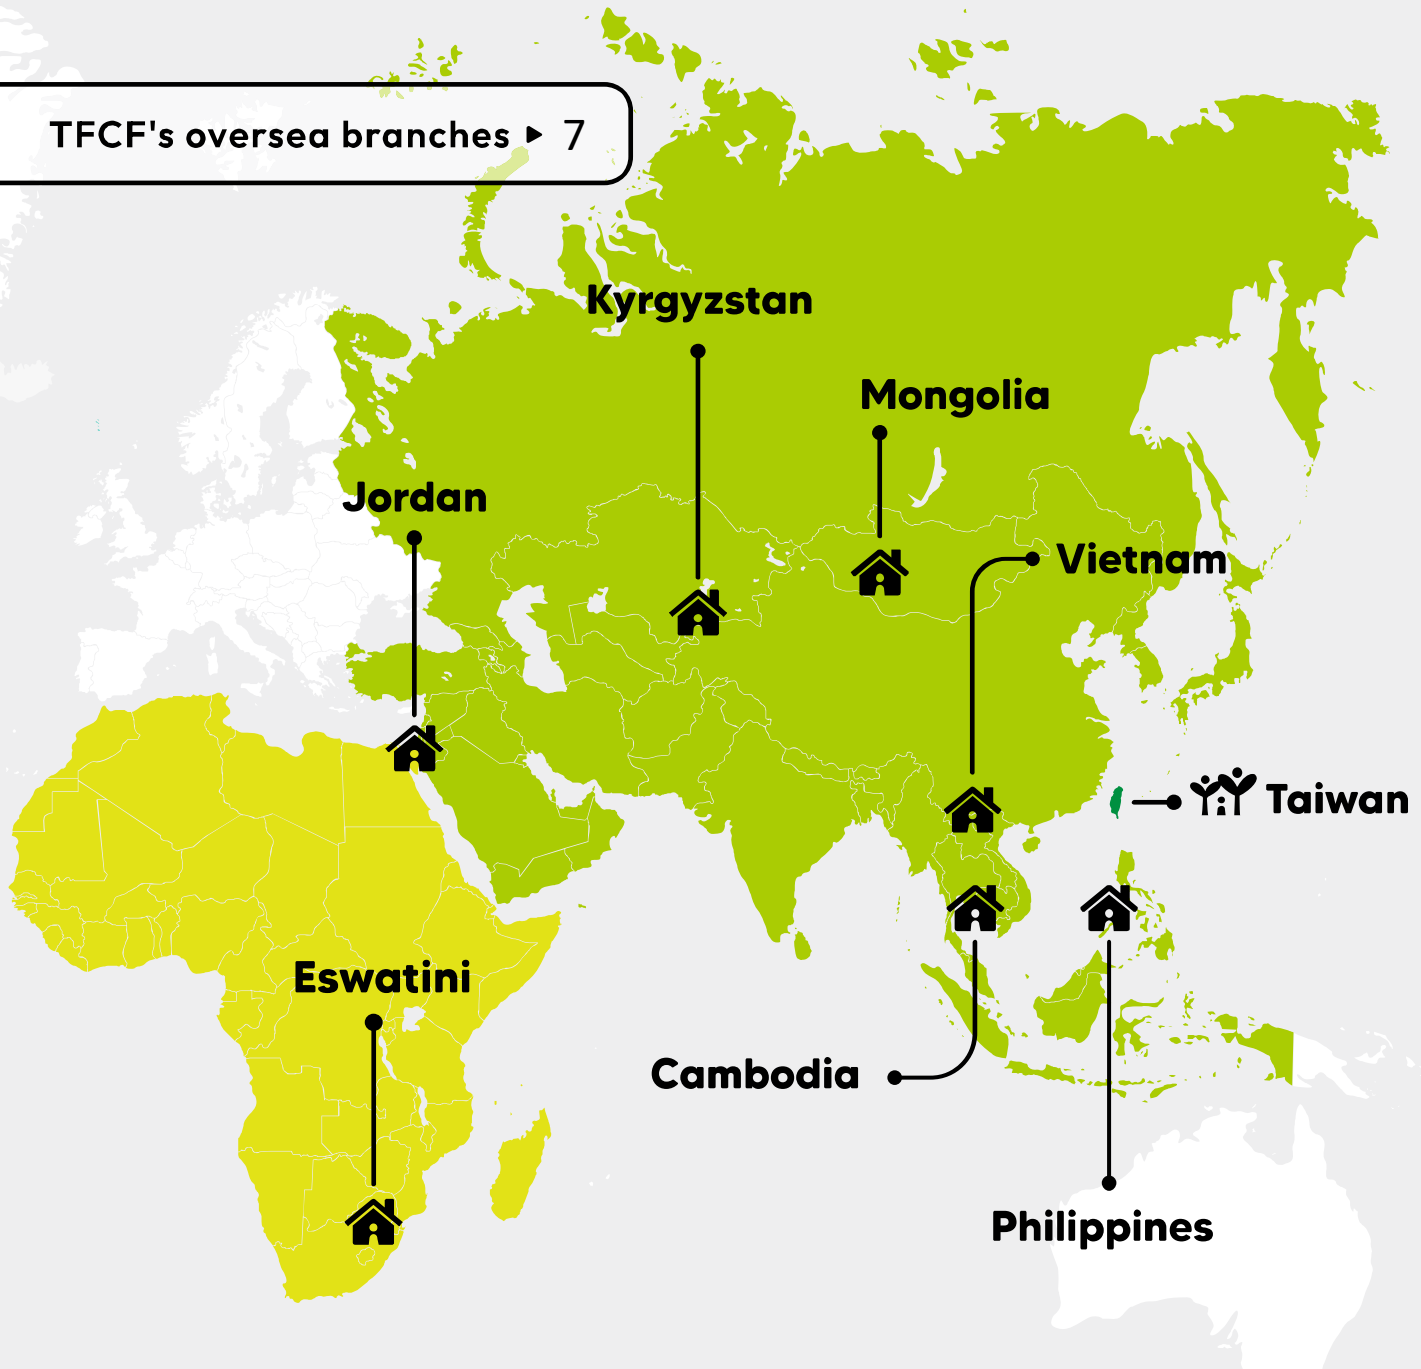 TFCF's oversea branches ▶ 7
Kyrgyzstan
Mongolia
Jordan
Vietnam
Taiwan
Eswatini
Cambodia
Philippines